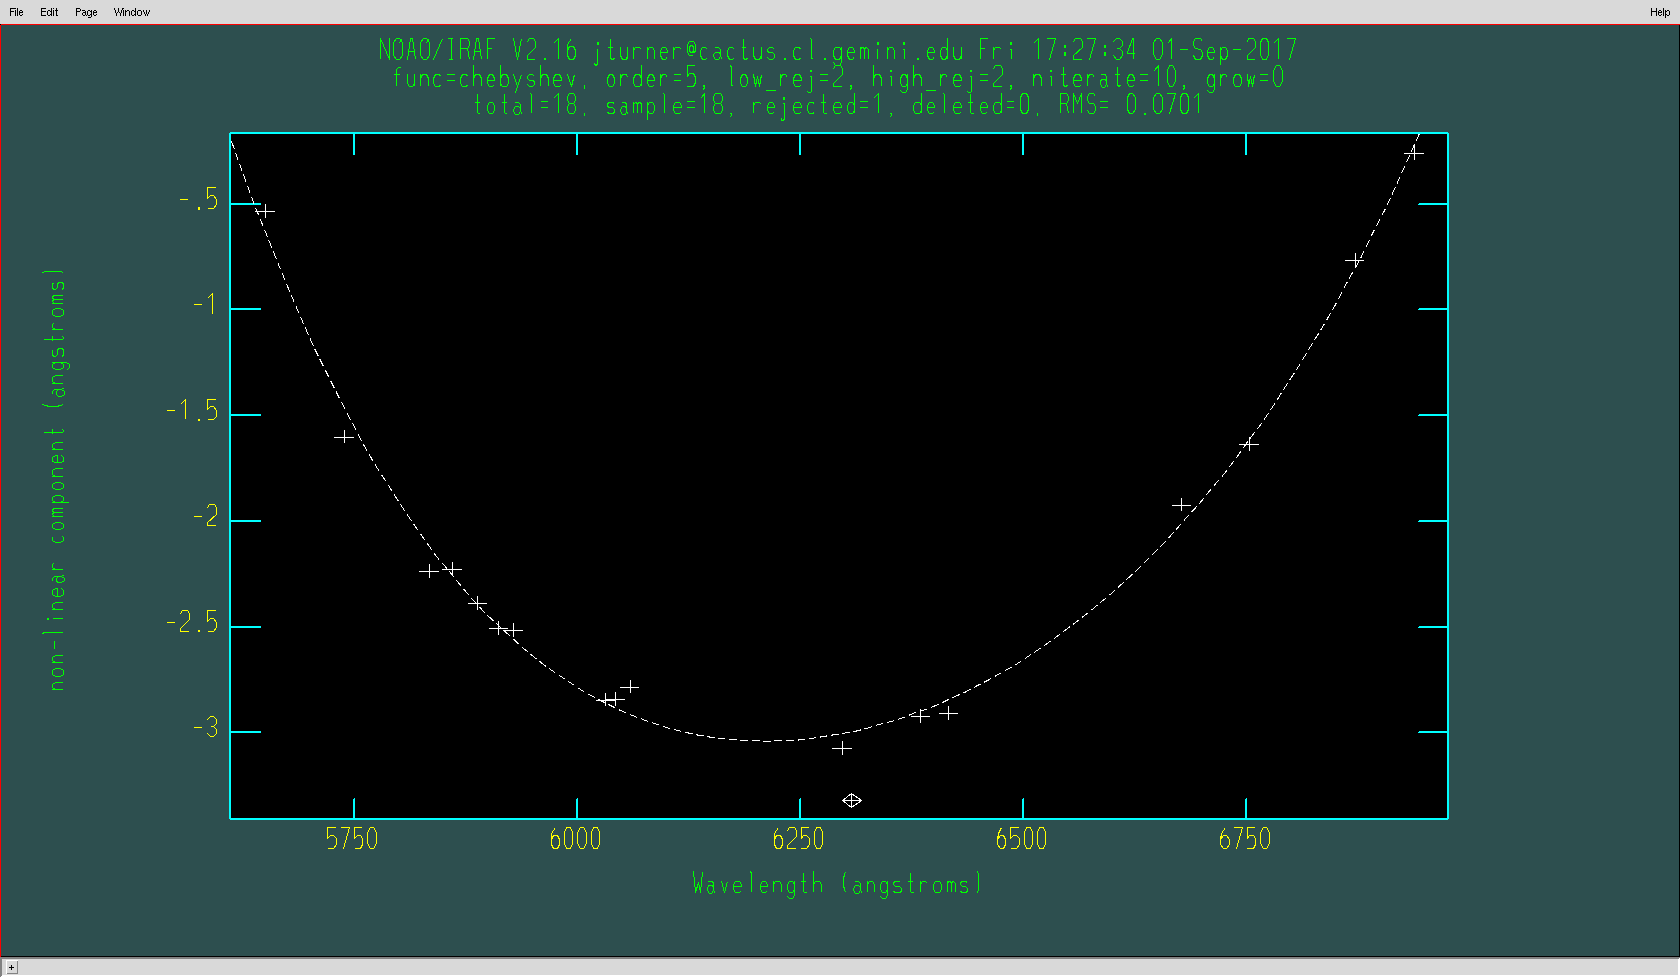 File Edit Page Window Help
NOAO/IRAF V2.16 jturner@cactus.cl.gemini.edu Fri 17:27:34 01-Sep-2017
func=chebyshev, order=5, low_rej=2, high_rej=2, niterate=10, grow=0
total=18, sample=18, rejected=1, deleted=0, RMS= 0.0701
-.5
-1
-1.5
-2
-2.5
-3
non-linear component (angstroms)
5750 6000 6250 6500 6750
Wavelength (angstroms)
+